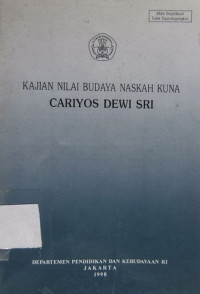 KAJIAN NILAI BUDAYA NASKAH KUNA
CARIYOS DEWI SRI
DEPARTEMEN PENDIDIKAN DAN KEBUDAYAAN RI
JAKARTA
1998